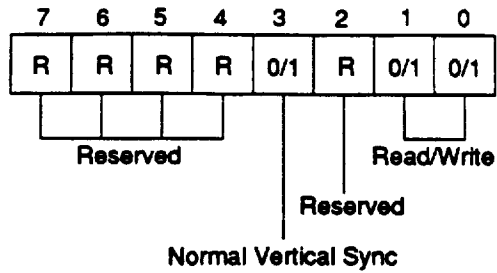 7 6 5 4 3 2 1 0
R R R R 0/1 R 0/1 0/1
Reserved Read/Write
Reserved
Normal Vertical Sync